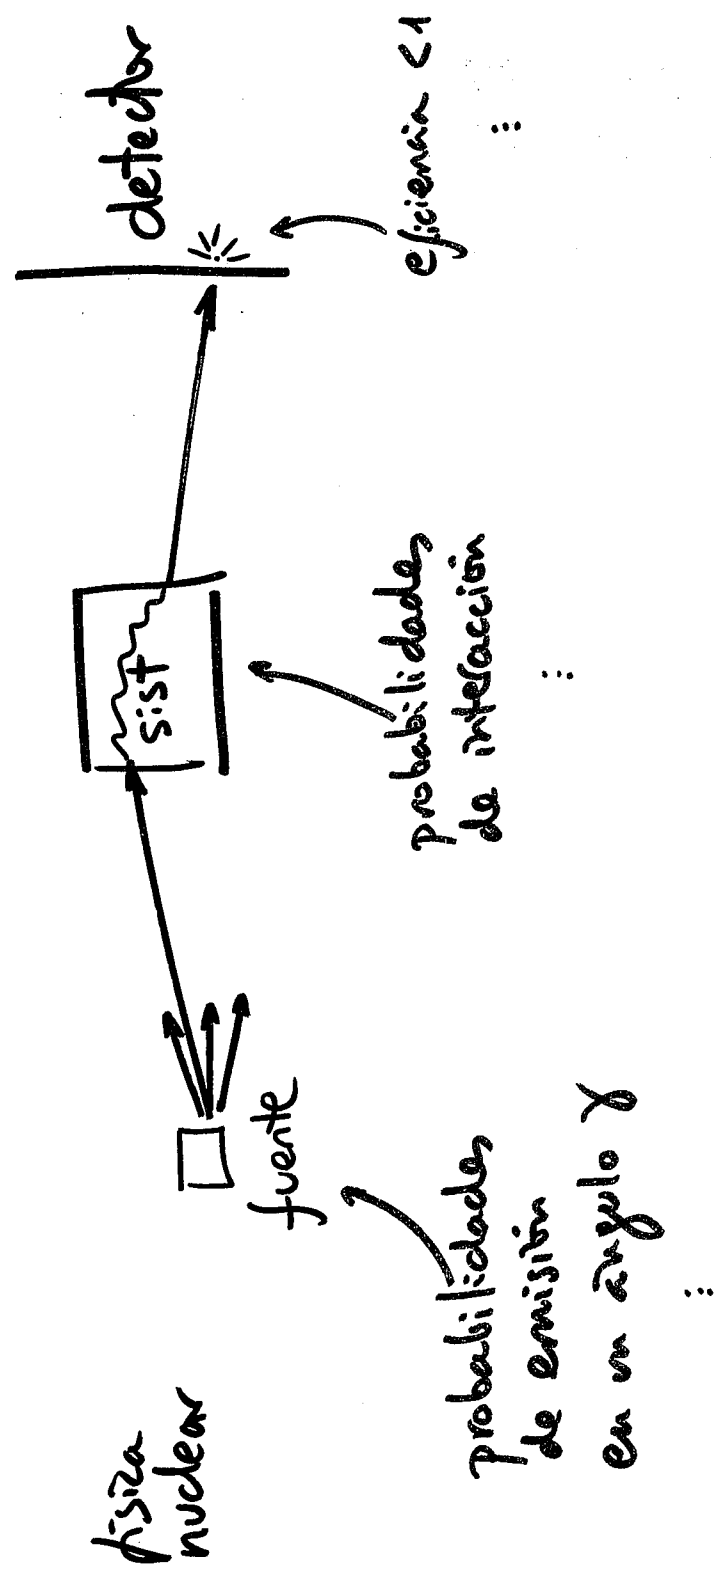 física
nuclear
fuente
sist
detector
probabilidades
de emisión
en un ángulo γ
⋮
probabilidades
de interacción
⋮
eficiencia <1
⋮